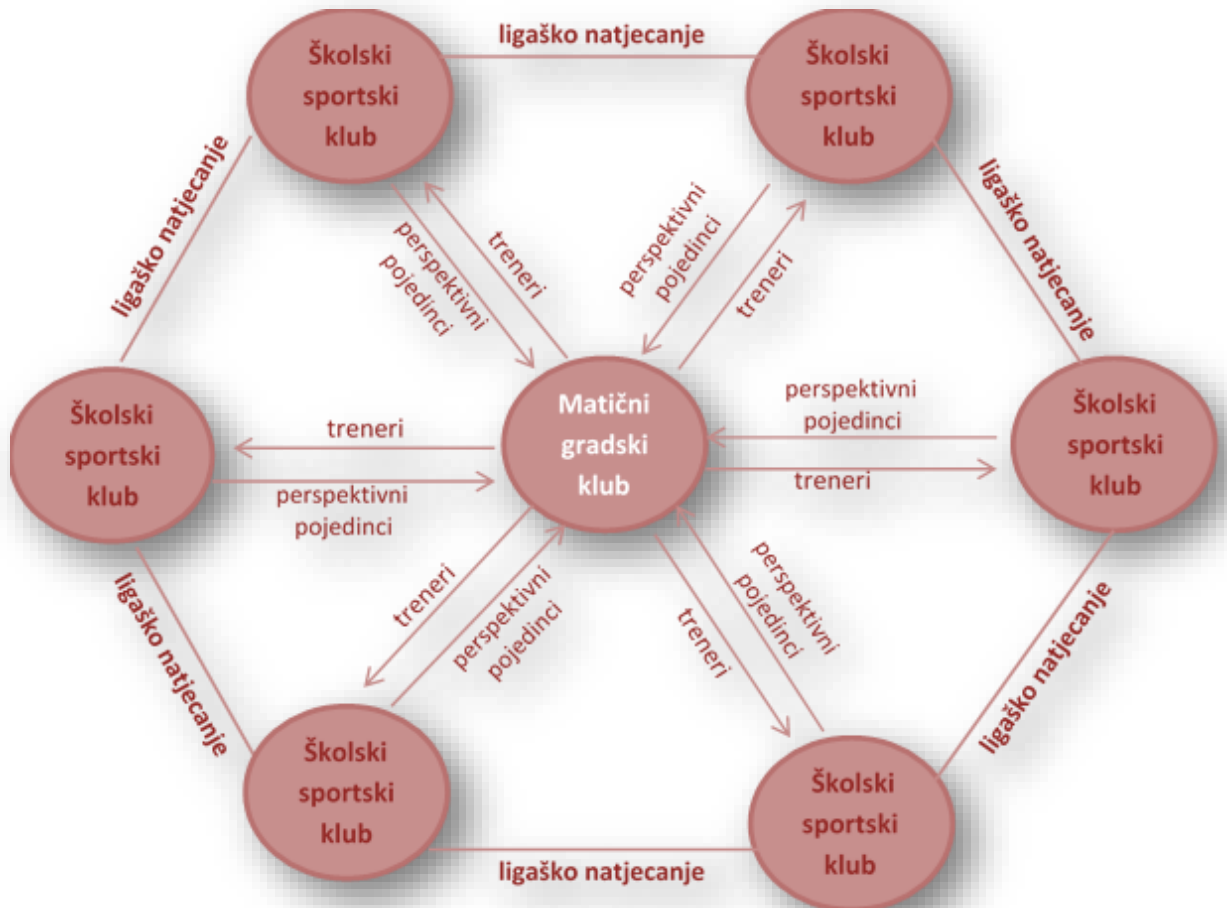 ligaško natjecanje
Školski
sportski
klub
Školski
sportski
klub
ligaško natjecanje
ligaško natjecanje
perspektivni
pojedinci
treneri
perspektivni
pojedinci
treneri
Školski
sportski
klub
treneri
perspektivni
pojedinci
Matični
gradski
klub
perspektivni
pojedinci
treneri
Školski
sportski
klub
ligaško natjecanje
treneri
perspektivni
pojedinci
treneri
perspektivni
pojedinci
ligaško natjecanje
Školski
sportski
klub
Školski
sportski
klub
ligaško natjecanje